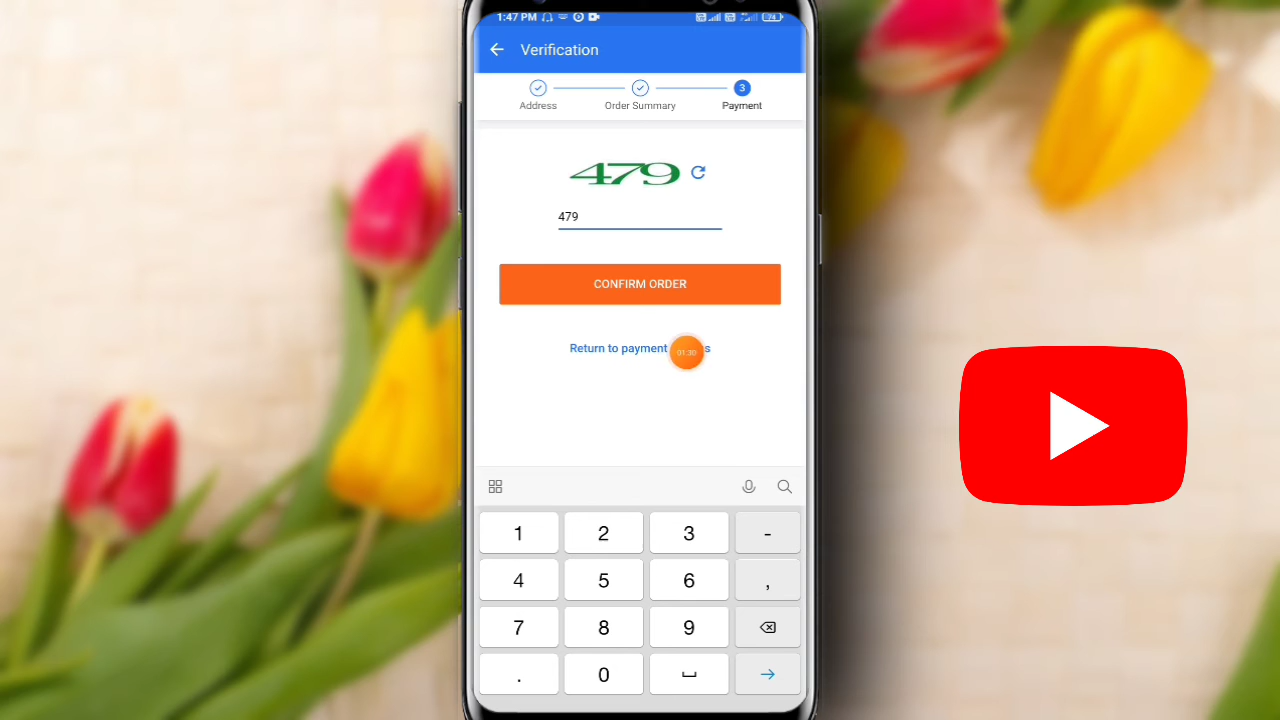 1:47 PM
74
Verification
3
Address
Order Summary
Payment
479
479
CONFIRM ORDER
Return to payment
s
01:30
1 2 3 -
4 5 6 ,
7 8 9
. 0